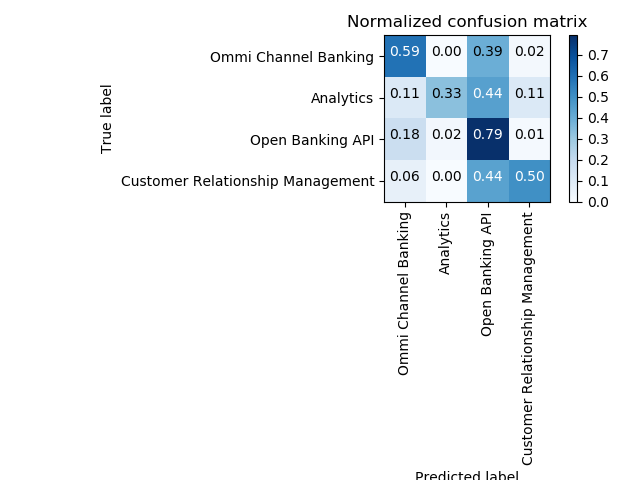 Normalized confusion matrix
True label
Ommi Channel Banking 0.59 0.00 0.39 0.02
Analytics 0.11 0.33 0.44 0.11
Open Banking API 0.18 0.02 0.79 0.01
Customer Relationship Management 0.06 0.00 0.44 0.50
0.7
0.6
0.5
0.4
0.3
0.2
0.1
0.0
Ommi Channel Banking
Analytics
Open Banking API
Customer Relationship Management
Predicted label